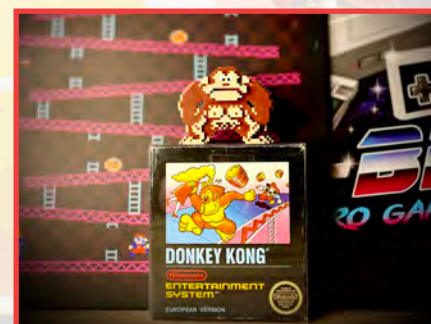 DONKEY KONG
Nintendo
ENTERTAINMENT
SYSTEM
EUROPEAN VERSION